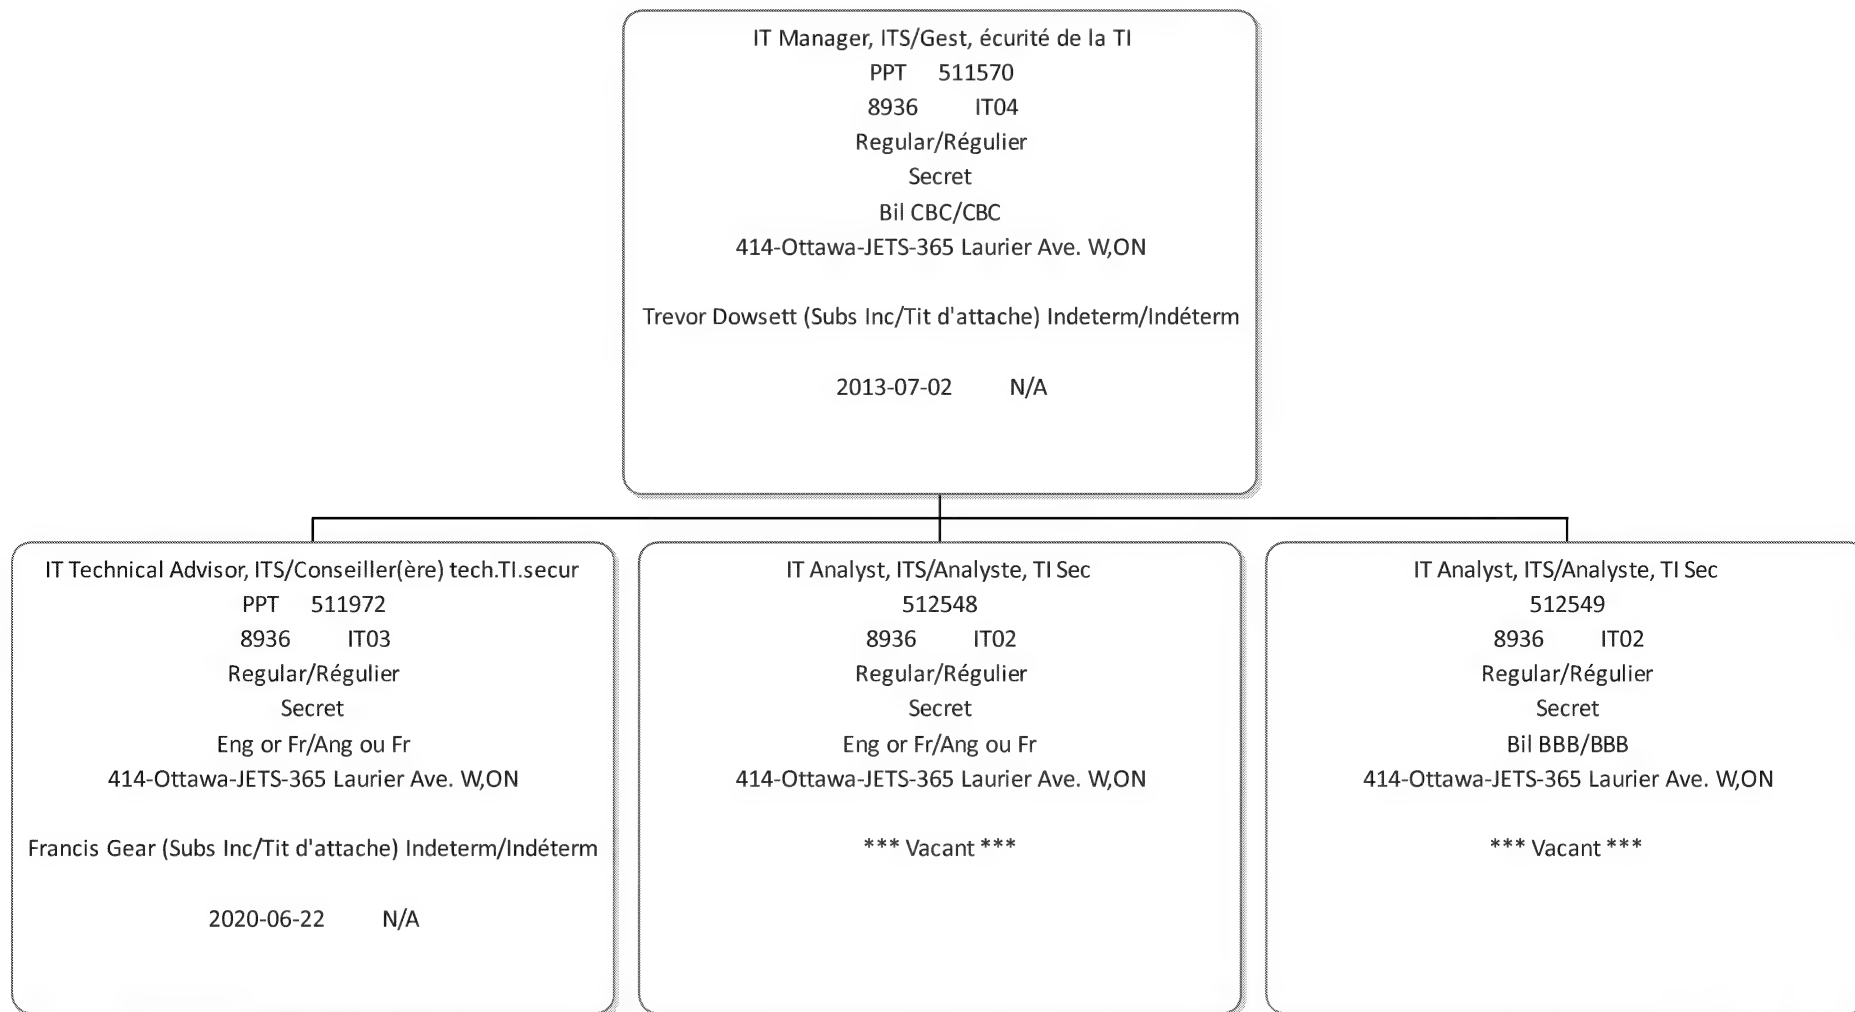 IT Manager, ITS/Gest, écurité de la TI
PPT 511570
8936 IT04
Regular/Régulier
Secret
Bil CBC/CBC
414-Ottawa-JETS-365 Laurier Ave. W,ON
Trevor Dowsett (Subs Inc/Tit d'attache) Indeterm/Indéterm
2013-07-02 N/A
IT Technical Advisor, ITS/Conseiller(ère) tech.TI.secur
PPT 511972
8936 IT03
Regular/Régulier
Secret
Eng or Fr/Ang ou Fr
414-Ottawa-JETS-365 Laurier Ave. W,ON
Francis Gear (Subs Inc/Tit d'attache) Indeterm/Indéterm
2020-06-22 N/A
IT Analyst, ITS/Analyste, TI Sec
512548
8936 IT02
Regular/Régulier
Secret
Eng or Fr/Ang ou Fr
414-Ottawa-JETS-365 Laurier Ave. W,ON
*** Vacant ***
IT Analyst, ITS/Analyste, TI Sec
512549
8936 IT02
Regular/Régulier
Secret
Bil BBB/BBB
414-Ottawa-JETS-365 Laurier Ave. W,ON
*** Vacant ***